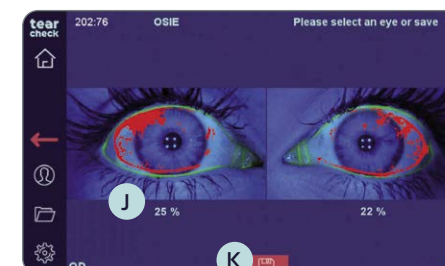 tear
check
202:76
OSIE
Please select an eye or save
J
25 %
22 %
K
OD